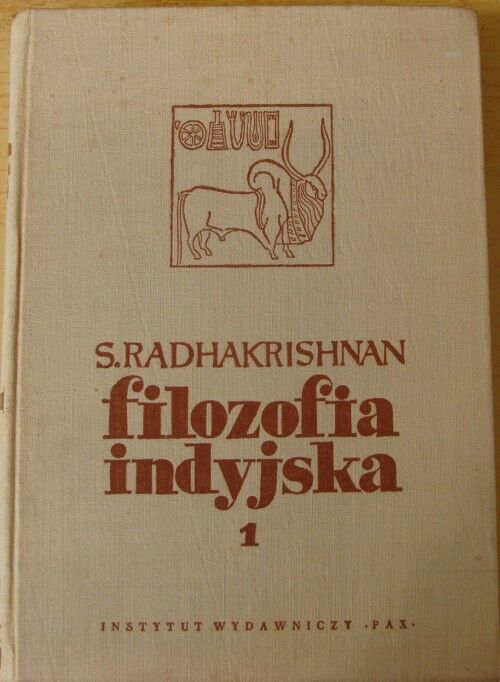 S. RADHAKRISHNAN
filozofia
indyjska
1
INSTYTUT WYDAWNICZY · PAX ·